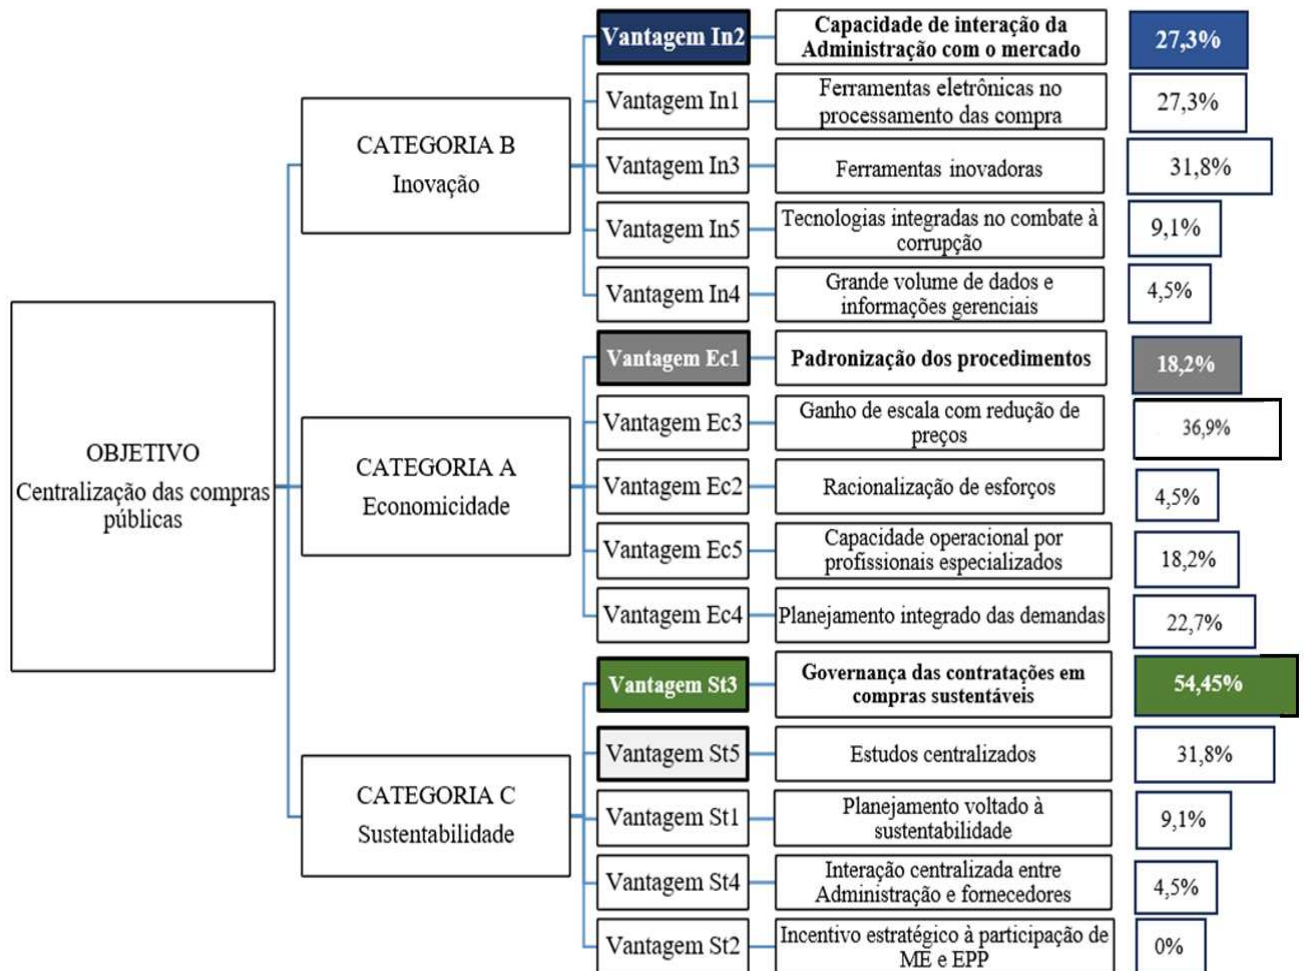 OBJETIVO
Centralização das compras
públicas
CATEGORIA B
Inovação
Vantagem In2
Capacidade de interação da
Administração com o mercado
27,3%
Vantagem In1
Ferramentas eletrônicas no
processamento das compra
27,3%
Vantagem In3
Ferramentas inovadoras
31,8%
Vantagem In5
Tecnologias integradas no combate à
corrupção
9,1%
Vantagem In4
Grande volume de dados e
informações gerenciais
4,5%
CATEGORIA A
Economicidade
Vantagem Ec1
Padronização dos procedimentos
18,2%
Vantagem Ec3
Ganho de escala com redução de
preços
36,9%
Vantagem Ec2
Racionalização de esforços
4,5%
Vantagem Ec5
Capacidade operacional por
profissionais especializados
18,2%
Vantagem Ec4
Planejamento integrado das demandas
22,7%
CATEGORIA C
Sustentabilidade
Vantagem St3
Governança das contratações em
compras sustentáveis
54,45%
Vantagem St5
Estudos centralizados
31,8%
Vantagem St1
Planejamento voltado à
sustentabilidade
9,1%
Vantagem St4
Interação centralizada entre
Administração e fornecedores
4,5%
Vantagem St2
Incentivo estratégico à participação de
ME e EPP
0%